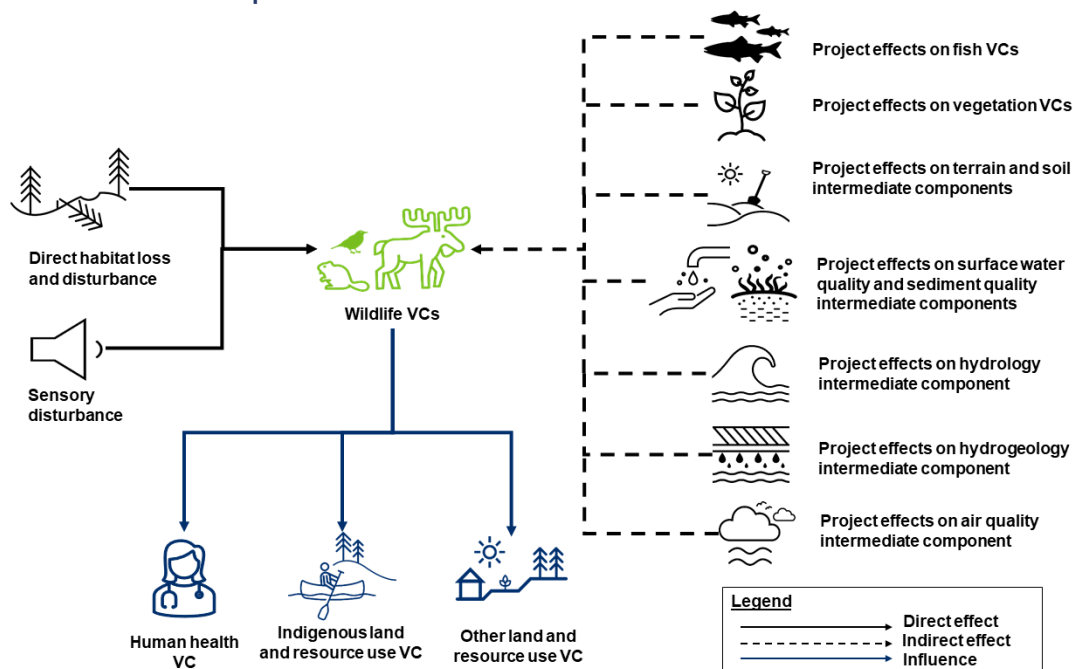 Project effects on fish VCs
Project effects on vegetation VCs
Project effects on terrain and soil
intermediate components
Project effects on surface water
quality and sediment quality
intermediate components
Project effects on hydrology
intermediate component
Project effects on hydrogeology
intermediate component
Project effects on air quality
intermediate component
Direct habitat loss
and disturbance
Sensory
disturbance
Wildlife VCs
Human health
VC
Indigenous land
and resource use VC
Other land and
resource use VC
Legend
Direct effect
Indirect effect
Influence